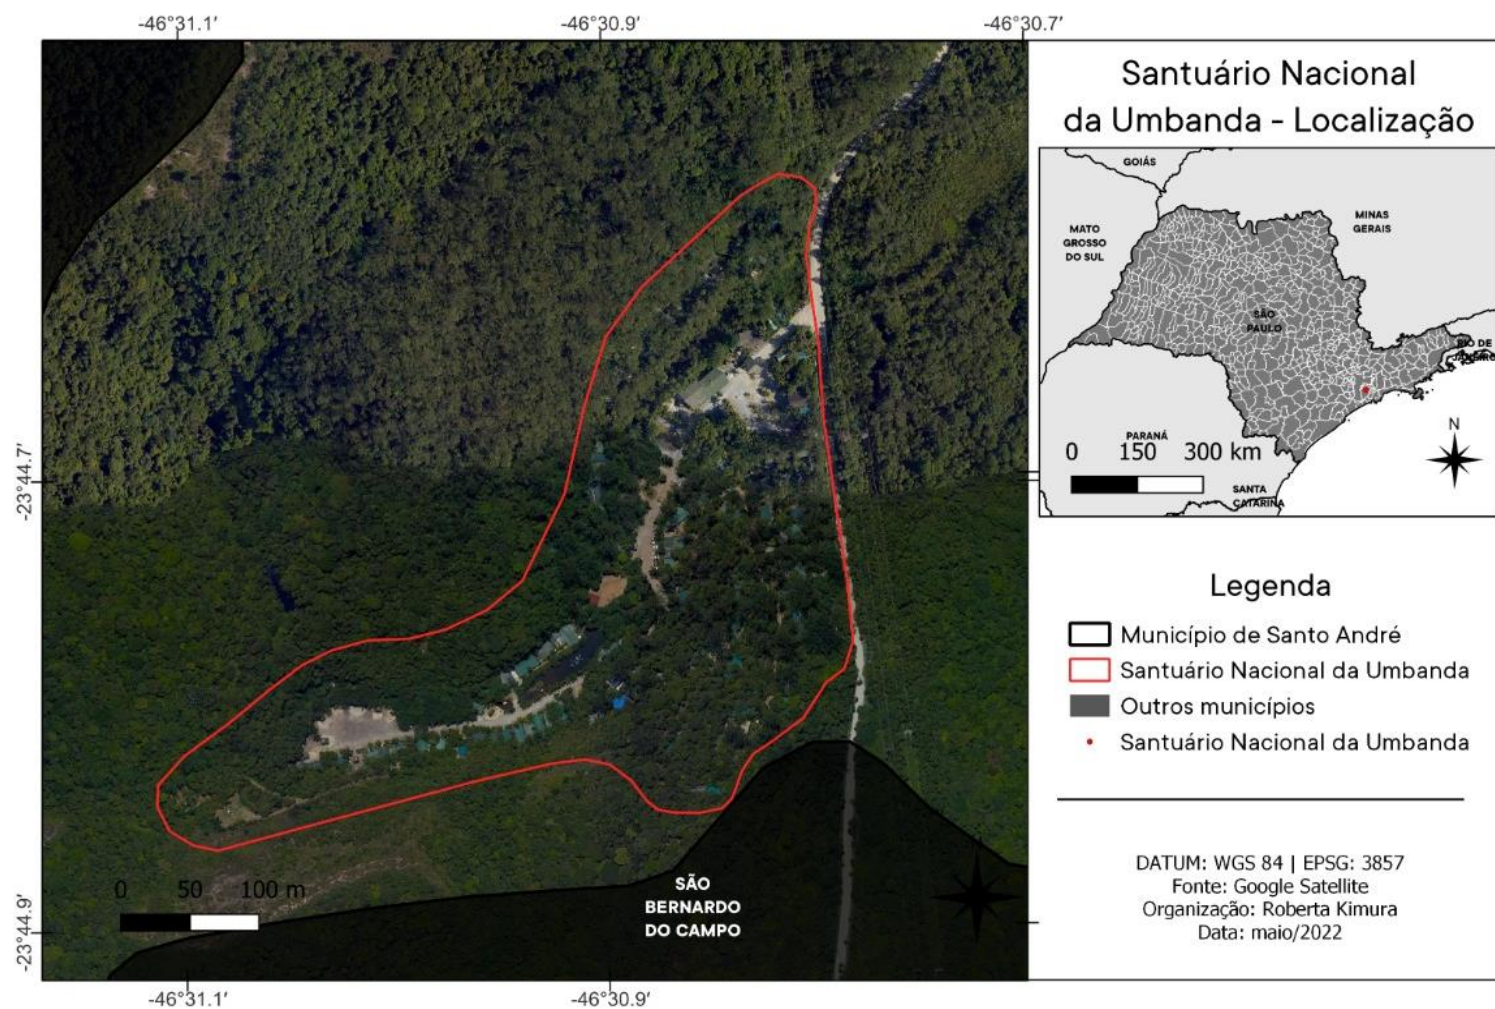 -46°31.1'
-46°30.9'
-46°30.7'
-23°44.7'
-23°44.9'
0 50 100 m
SÃO
BERNARDO
DO CAMPO
-46°31.1'
-46°30.9'
Santuário Nacional
da Umbanda - Localização
GOIÁS
MINAS
GERAIS
MATO
GROSSO
DO SUL
SÃO
PAULO
RIO DE
JANEIRO
PARANÁ
0 150 300 km
SANTA
CATARINA
N
Legenda
Município de Santo André
Santuário Nacional da Umbanda
Outros municípios
Santuário Nacional da Umbanda
DATUM: WGS 84 | EPSG: 3857
Fonte: Google Satellite
Organização: Roberta Kimura
Data: maio/2022